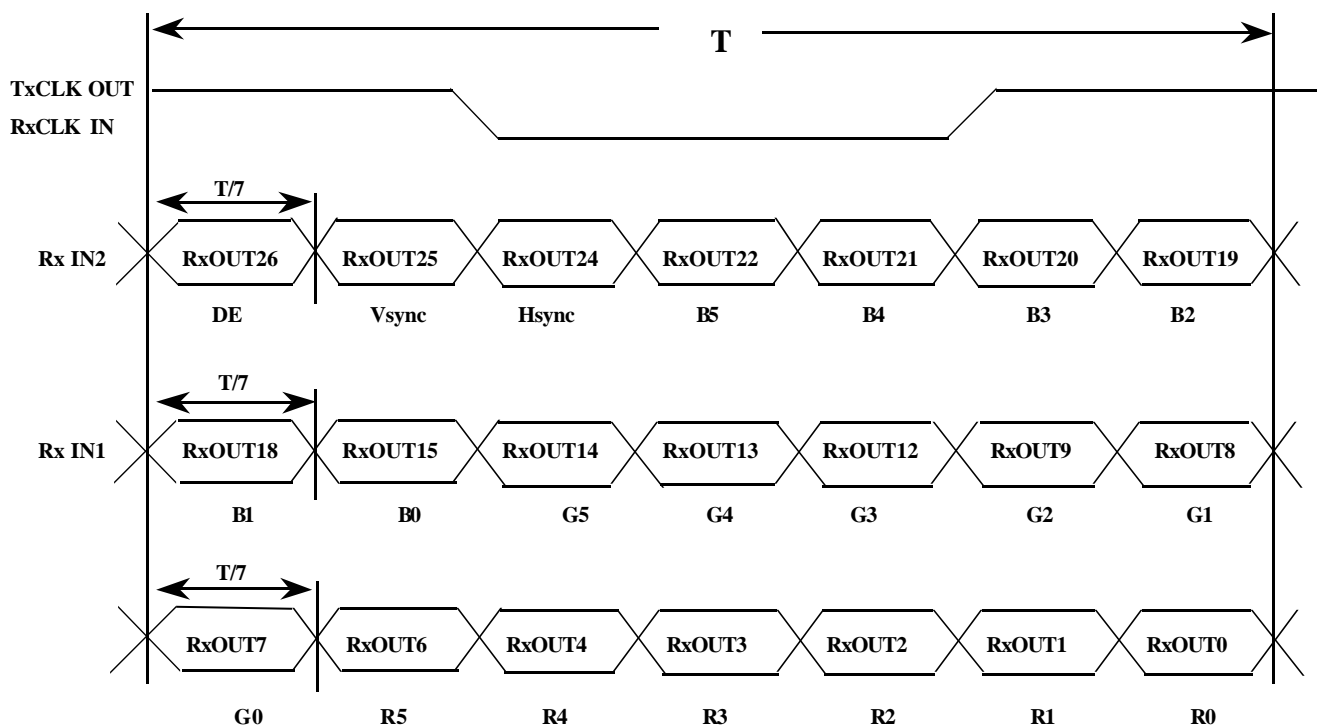 T
TxCLK OUT
RxCLK IN
T/7
Rx IN2 RxOUT26 RxOUT25 RxOUT24 RxOUT22 RxOUT21 RxOUT20 RxOUT19
DE Vsync Hsync B5 B4 B3 B2
T/7
Rx IN1 RxOUT18 RxOUT15 RxOUT14 RxOUT13 RxOUT12 RxOUT9 RxOUT8
B1 B0 G5 G4 G3 G2 G1
T/7
RxOUT7 RxOUT6 RxOUT4 RxOUT3 RxOUT2 RxOUT1 RxOUT0
G0 R5 R4 R3 R2 R1 R0